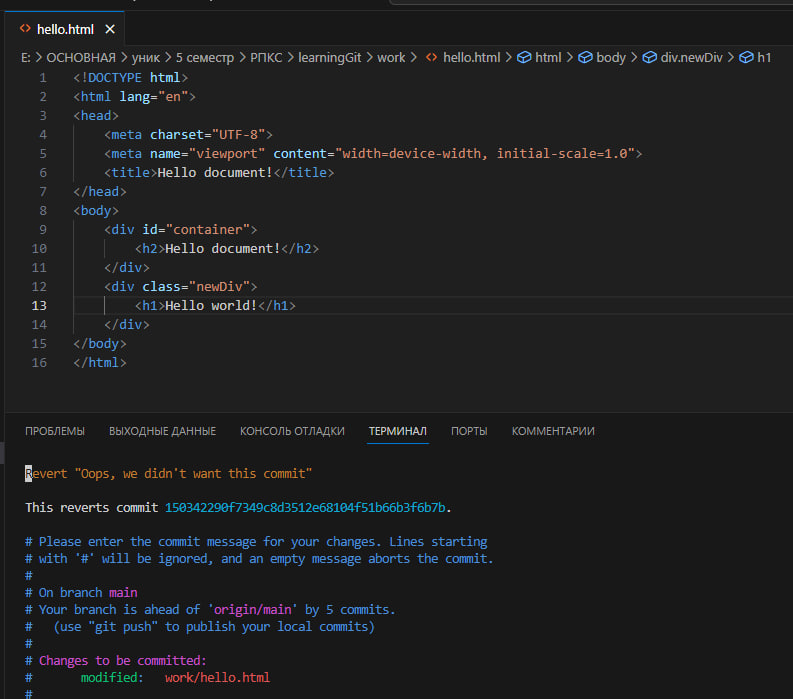 hello.html
E: > ОСНОВНАЯ > уник > 5 семестр > РПКС > learningGit > work > hello.html > html > body > div.newDiv > h1
1 <!DOCTYPE html>
2 <html lang="en">
3 <head>
4 <meta charset="UTF-8">
5 <meta name="viewport" content="width=device-width, initial-scale=1.0">
6 <title>Hello document!</title>
7 </head>
8 <body>
9 <div id="container">
10 <h2>Hello document!</h2>
11 </div>
12 <div class="newDiv">
13 <h1>Hello world!</h1>
14 </div>
15 </body>
16 </html>
ПРОБЛЕМЫ ВЫХОДНЫЕ ДАННЫЕ КОНСОЛЬ ОТЛАДКИ ТЕРМИНАЛ ПОРТЫ КОММЕНТАРИИ
Revert "Oops, we didn't want this commit"
This reverts commit 150342290f7349c8d3512e68104f51b66b3f6b7b.
# Please enter the commit message for your changes. Lines starting
# with '#' will be ignored, and an empty message aborts the commit.
#
# On branch main
# Your branch is ahead of 'origin/main' by 5 commits.
#   (use "git push" to publish your local commits)
#
# Changes to be committed:
#       modified:   work/hello.html
#